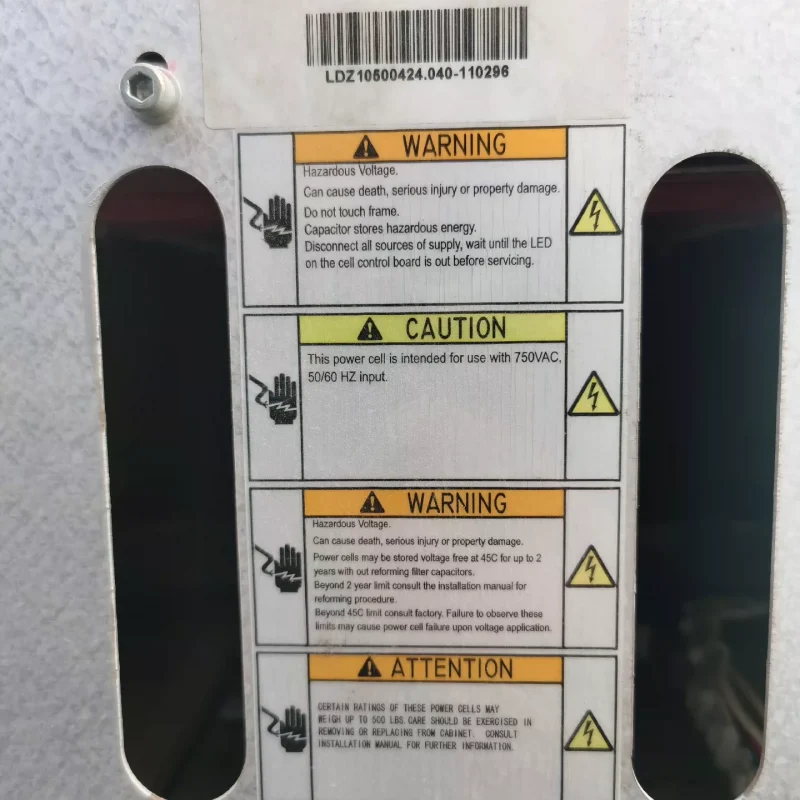 LDZ10500424.040-110296
WARNING
Hazardous Voltage.
Can cause death, serious injury or property damage.
Do not touch frame.
Capacitor stores hazardous energy.
Disconnect all sources of supply, wait until the LED
on the cell control board is out before servicing.
CAUTION
This power cell is intended for use with 750VAC,
50/60 HZ input.
WARNING
Hazardous Voltage.
Can cause death, serious injury or property damage.
Power cells may be stored voltage free at 45C for up to 2
years with out reforming filter capacitors.
Beyond 2 year limit consult the installation manual for
reforming procedure.
Beyond 45C limit consult factory. Failure to observe these
limits may cause power cell failure upon voltage application.
ATTENTION
CERTAIN RATINGS OF THESE POWER CELLS MAY
WEIGH UP TO 500 LBS. CARE SHOULD BE EXERCISED IN
REMOVING OR REPLACING FROM CABINET. CONSULT
INSTALLATION MANUAL FOR FURTHER INFORMATION.